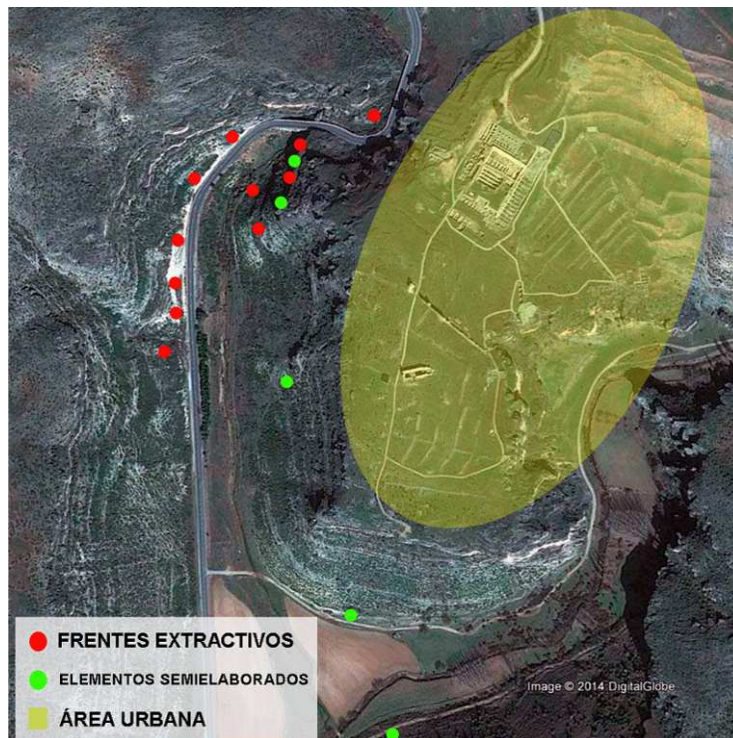 Image © 2014 DigitalGlobe
FRENTES EXTRACTIVOS
ELEMENTOS SEMIELABORADOS
ÁREA URBANA